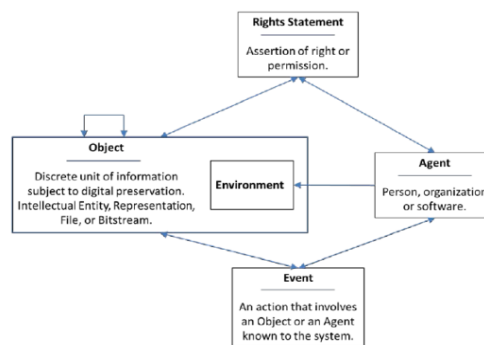 Rights Statement
Assertion of right or
permission.
Object
Discrete unit of information
subject to digital preservation.
Intellectual Entity, Representation,
File, or Bitstream.
Environment
Agent
Person, organization
or software.
Event
An action that involves
an Object or an Agent
known to the system.